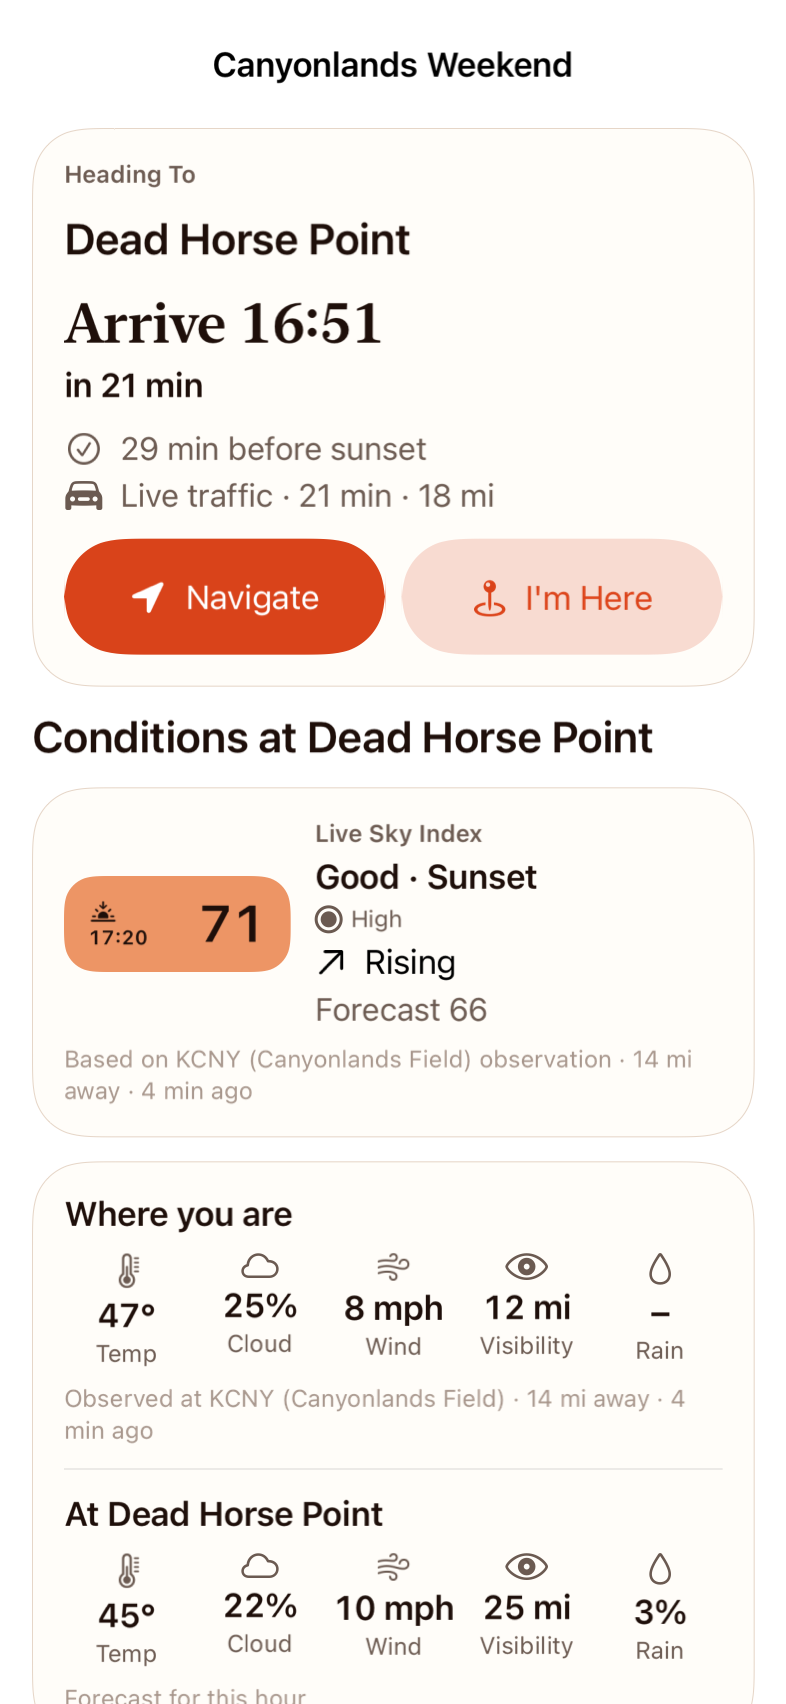 Canyonlands Weekend
Heading To
Dead Horse Point
Arrive 16:51
in 21 min
29 min before sunset
Live traffic · 21 min · 18 mi
Navigate
I'm Here
Conditions at Dead Horse Point
17:20
71
Live Sky Index
Good · Sunset
High
Rising
Forecast 66
Based on KCNY (Canyonlands Field) observation · 14 mi
away · 4 min ago
Where you are
47° 25% 8 mph 12 mi –
Temp Cloud Wind Visibility Rain
Observed at KCNY (Canyonlands Field) · 14 mi away · 4
min ago
At Dead Horse Point
45° 22% 10 mph 25 mi 3%
Temp Cloud Wind Visibility Rain
Forecast for this hour